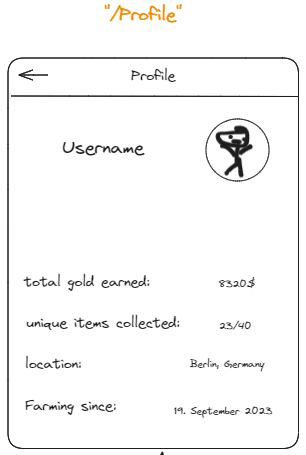 "/Profile"
Profile
Username
total gold earned: 8320$
unique items collected: 23/40
location: Berlin, Germany
Farming since: 19. September 2023